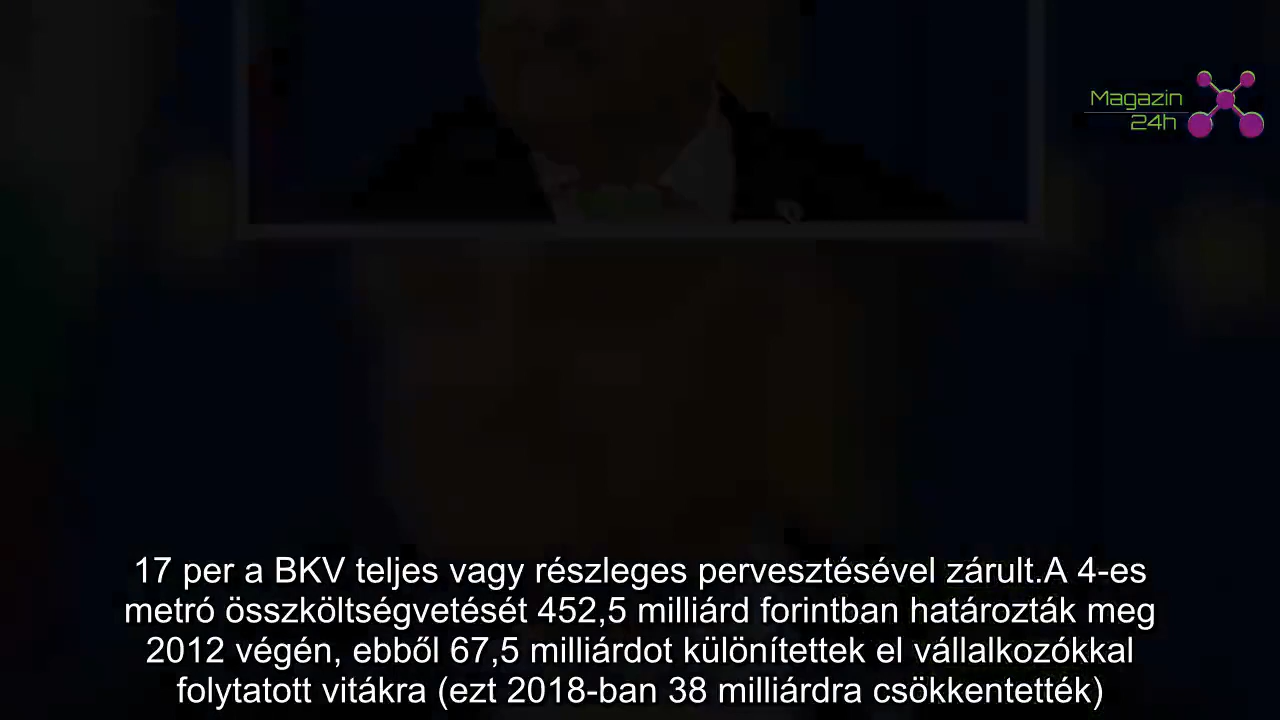 Magazin
24h
17 per a BKV teljes vagy részleges pervesztésével zárult.A 4-es
metró összköltségvetését 452,5 milliárd forintban határozták meg
2012 végén, ebből 67,5 milliárdot különítettek el vállalkozókkal
folytatott vitákra (ezt 2018-ban 38 milliárdra csökkentették)